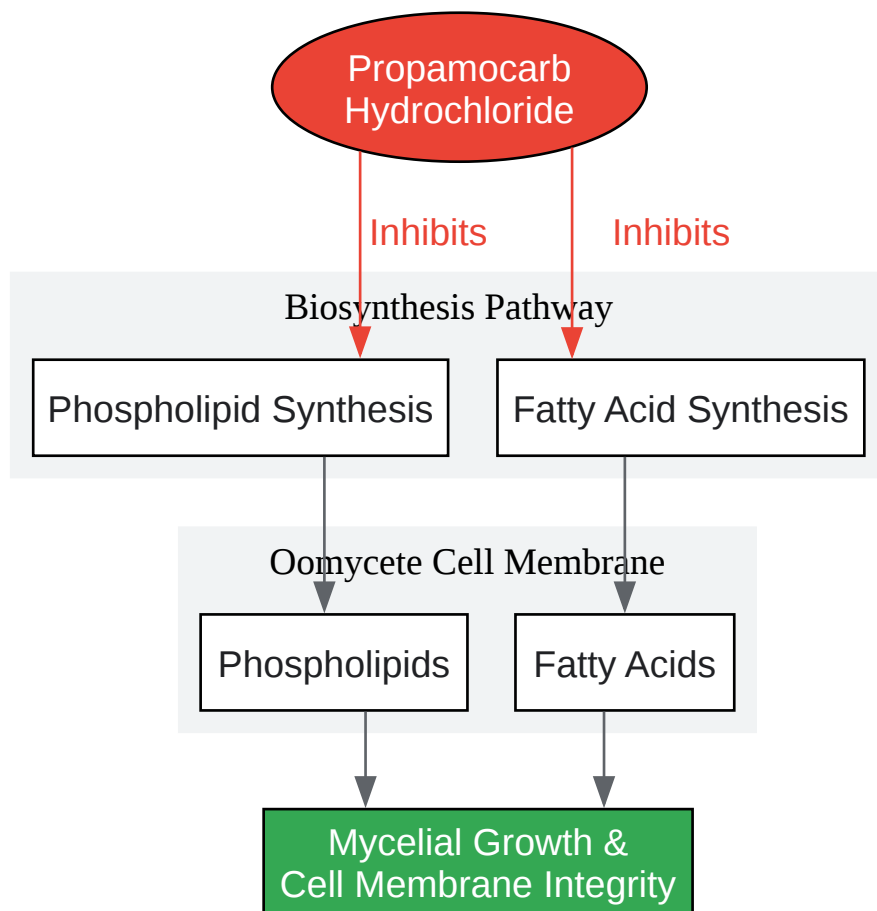 Propamocarb
Hydrochloride
Inhibits
Inhibits
Biosynthesis Pathway
Phospholipid Synthesis
Fatty Acid Synthesis
Oomycete Cell Membrane
Phospholipids
Fatty Acids
Mycelial Growth &
Cell Membrane Integrity